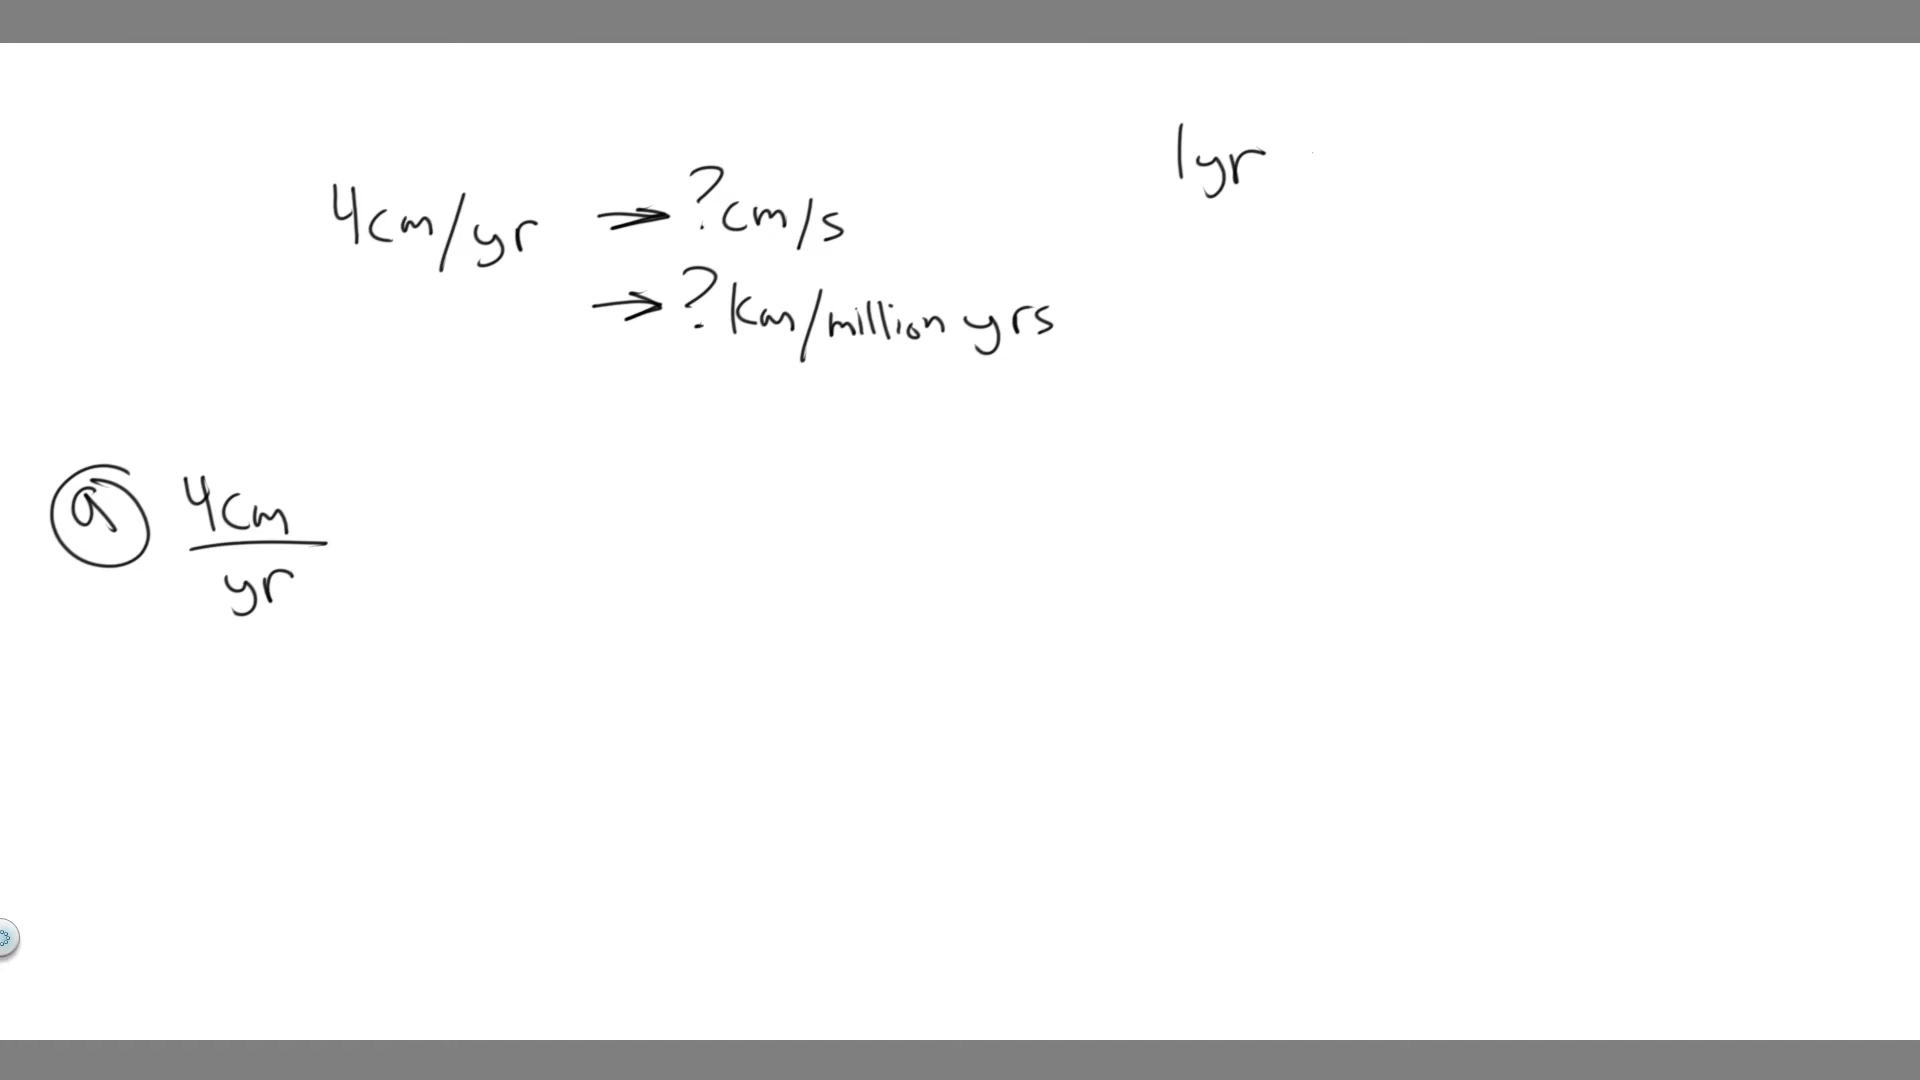 1yr
4cm/yr → ?cm/s
→ ?km/million yrs
a 4cm
yr